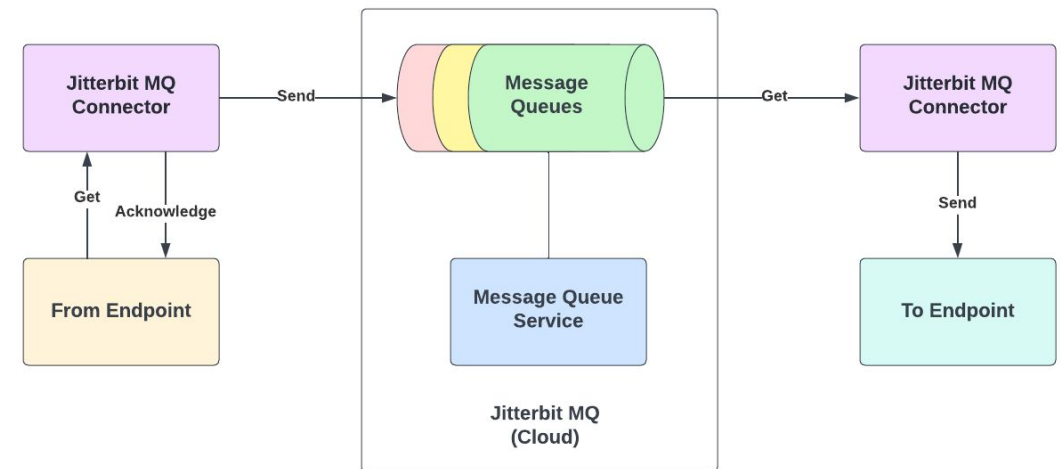 Jitterbit MQ
Connector
Send
Message
Queues
Get
Jitterbit MQ
Connector
Get
Acknowledge
Send
From Endpoint
Message Queue
Service
To Endpoint
Jitterbit MQ
(Cloud)